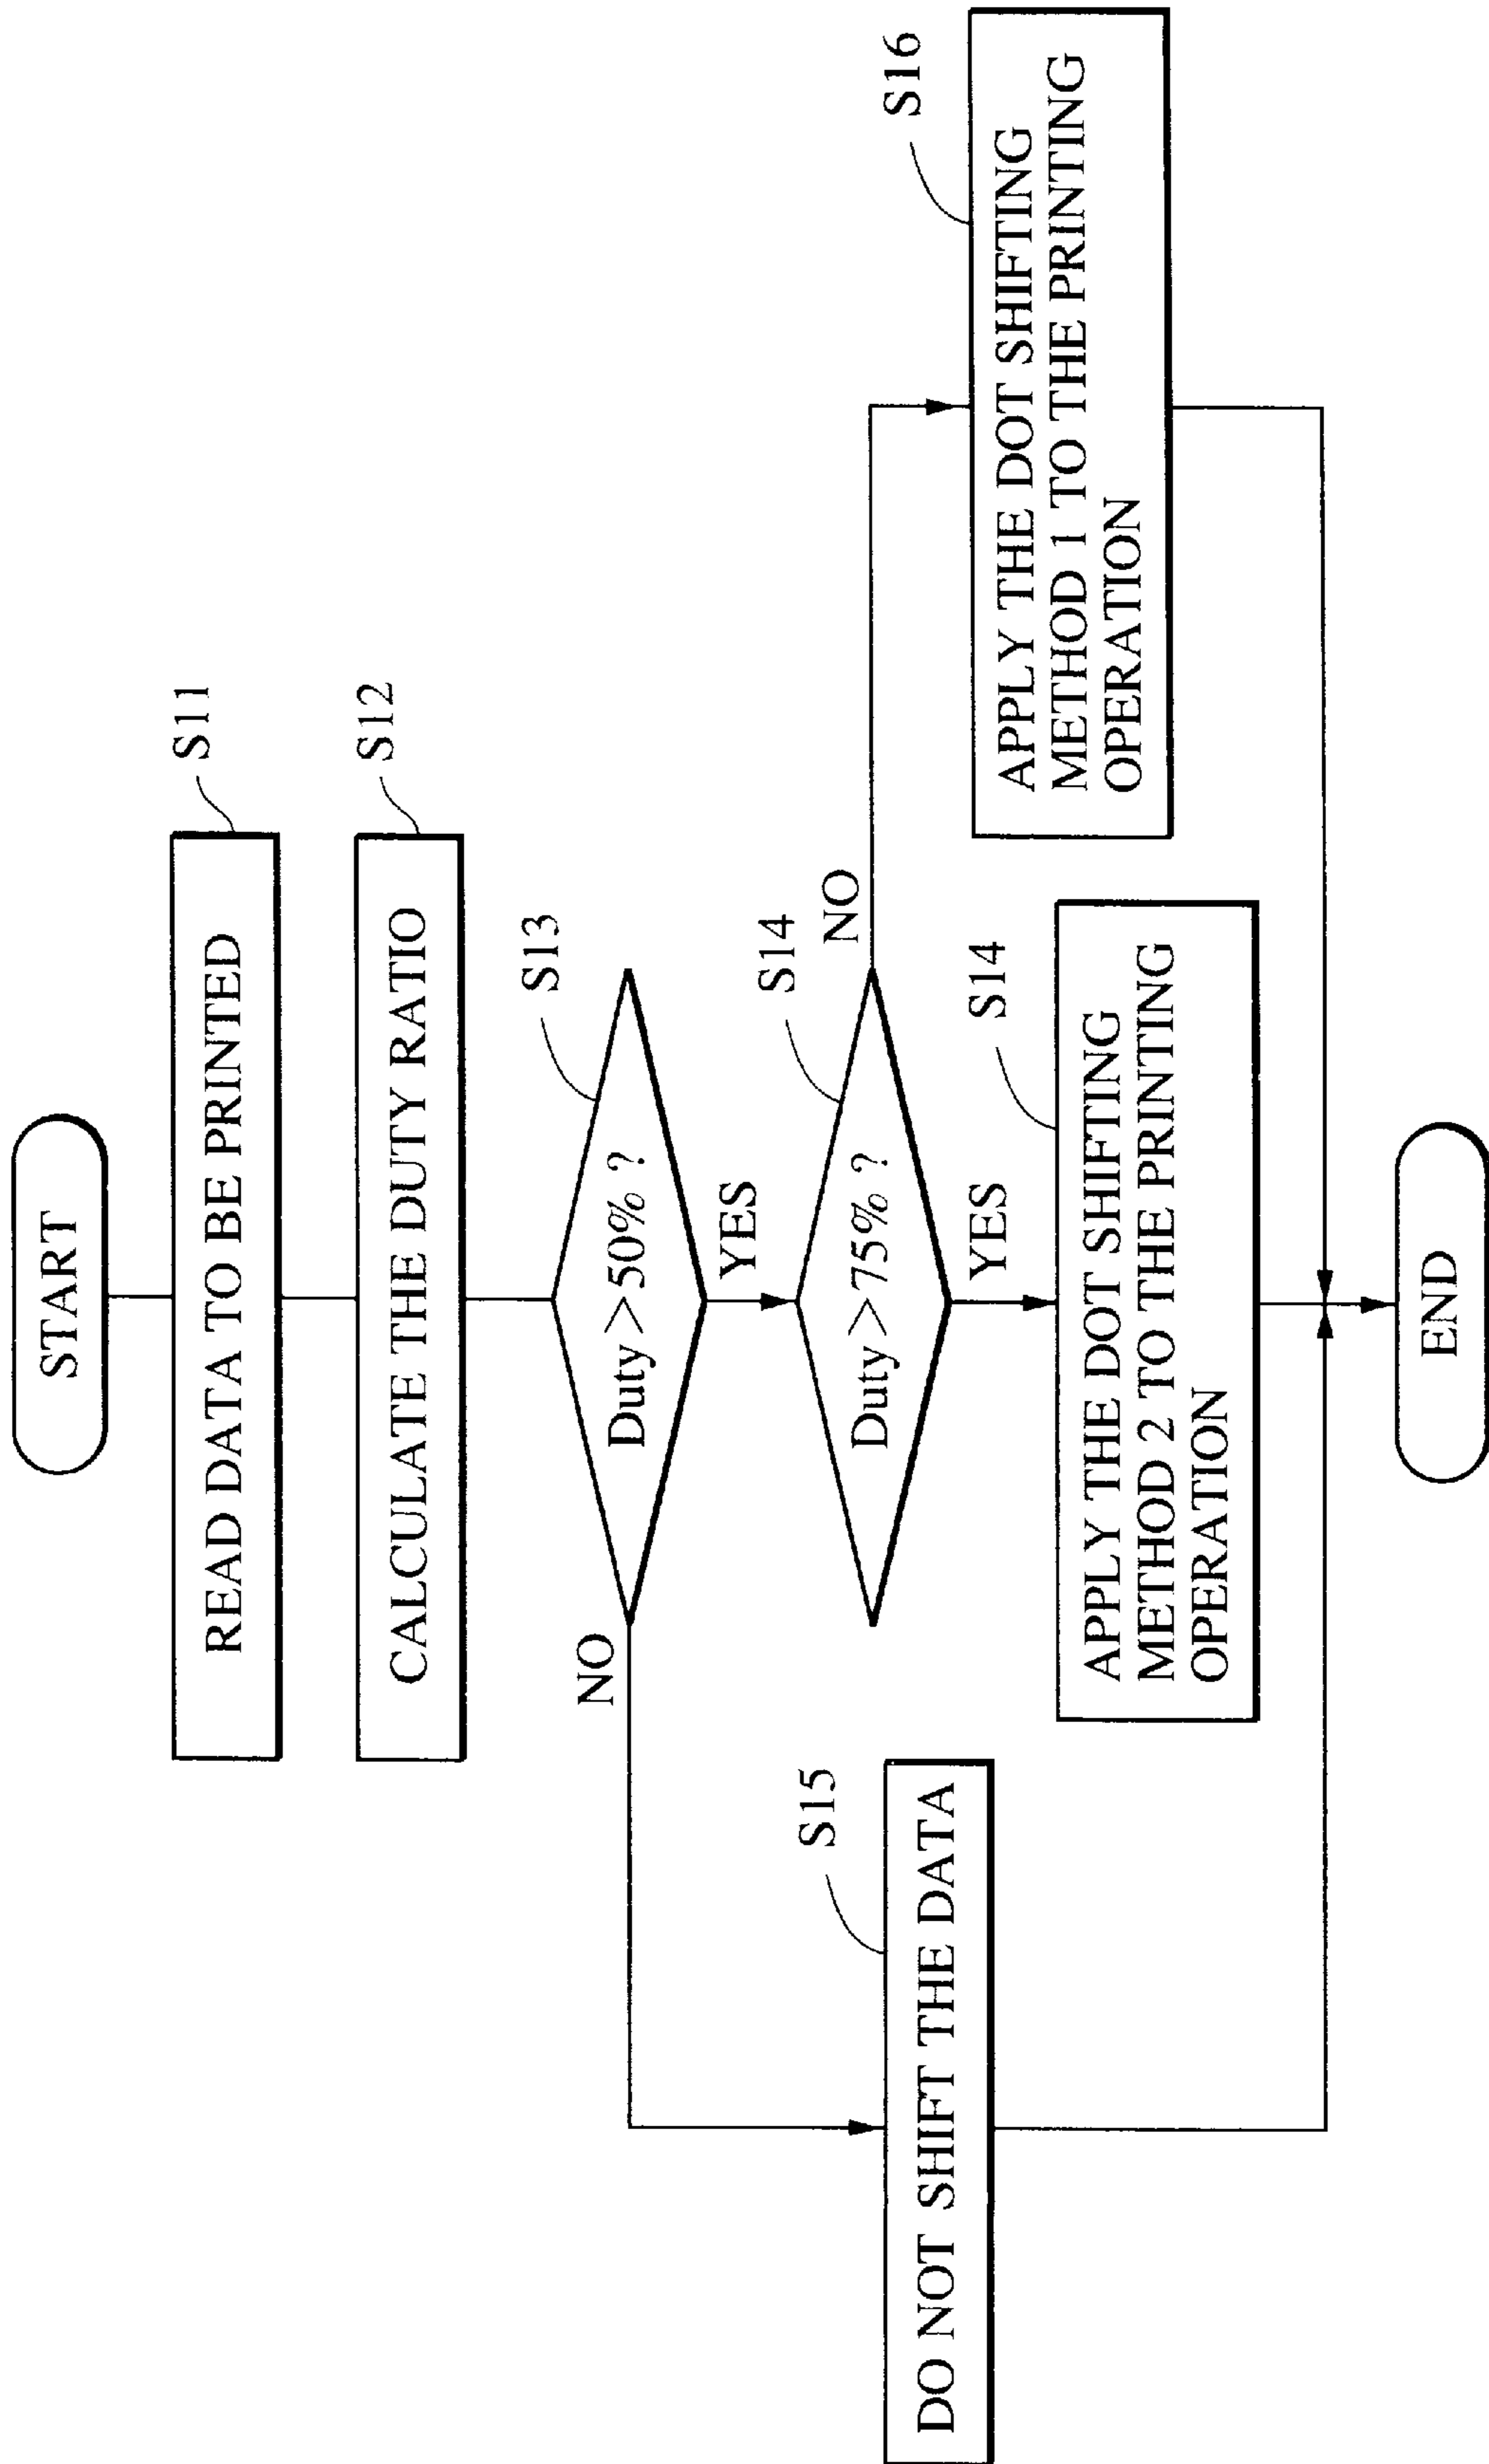 START
S11
READ DATA TO BE PRINTED
S12
CALCULATE THE DUTY RATIO
S13
Duty >50% ?
NO
YES
S14
Duty >75% ?
NO
YES
S15
DO NOT SHIFT THE DATA
S14
APPLY THE DOT SHIFTING
METHOD 2 TO THE PRINTING
OPERATION
S16
APPLY THE DOT SHIFTING
METHOD 1 TO THE PRINTING
OPERATION
END